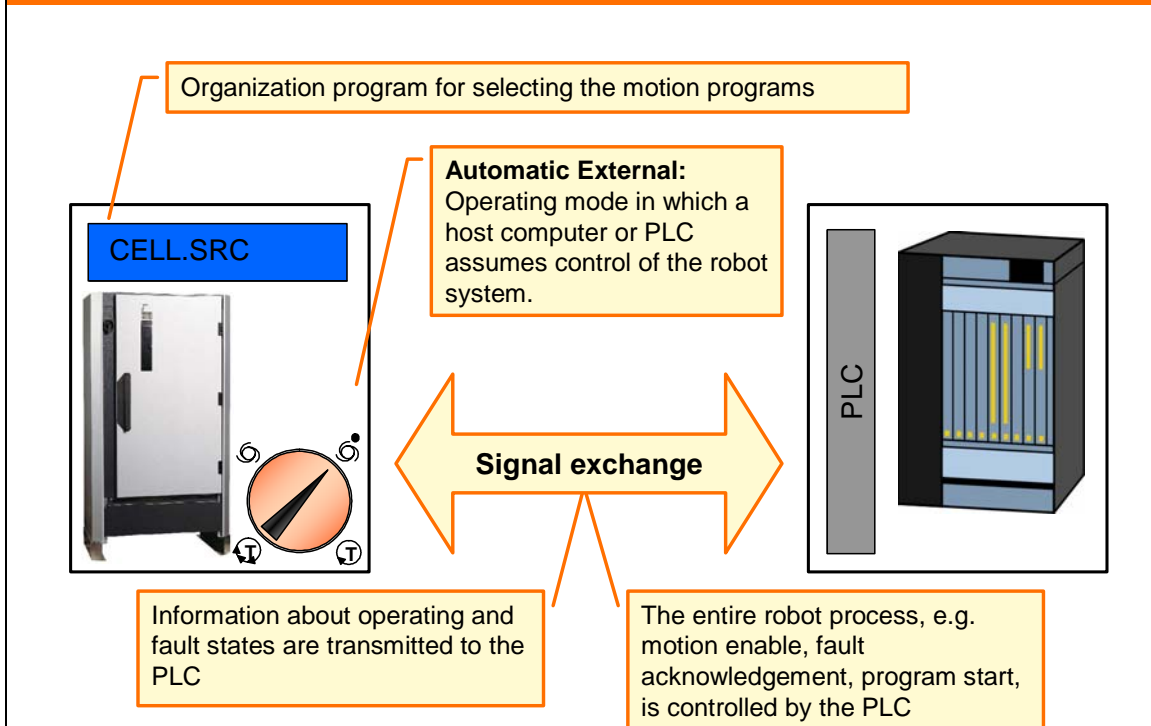 Organization program for selecting the motion programs
Automatic External:
Operating mode in which a
host computer or PLC
assumes control of the robot
system.
CELL.SRC
PLC
Signal exchange
T
T
Information about operating and
fault states are transmitted to the
PLC
The entire robot process, e.g.
motion enable, fault
acknowledgement, program start,
is controlled by the PLC